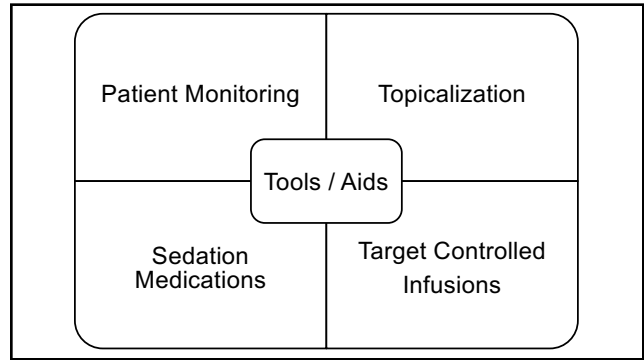 Patient Monitoring
Topicalization
Tools / Aids
Sedation
Medications
Target Controlled
Infusions